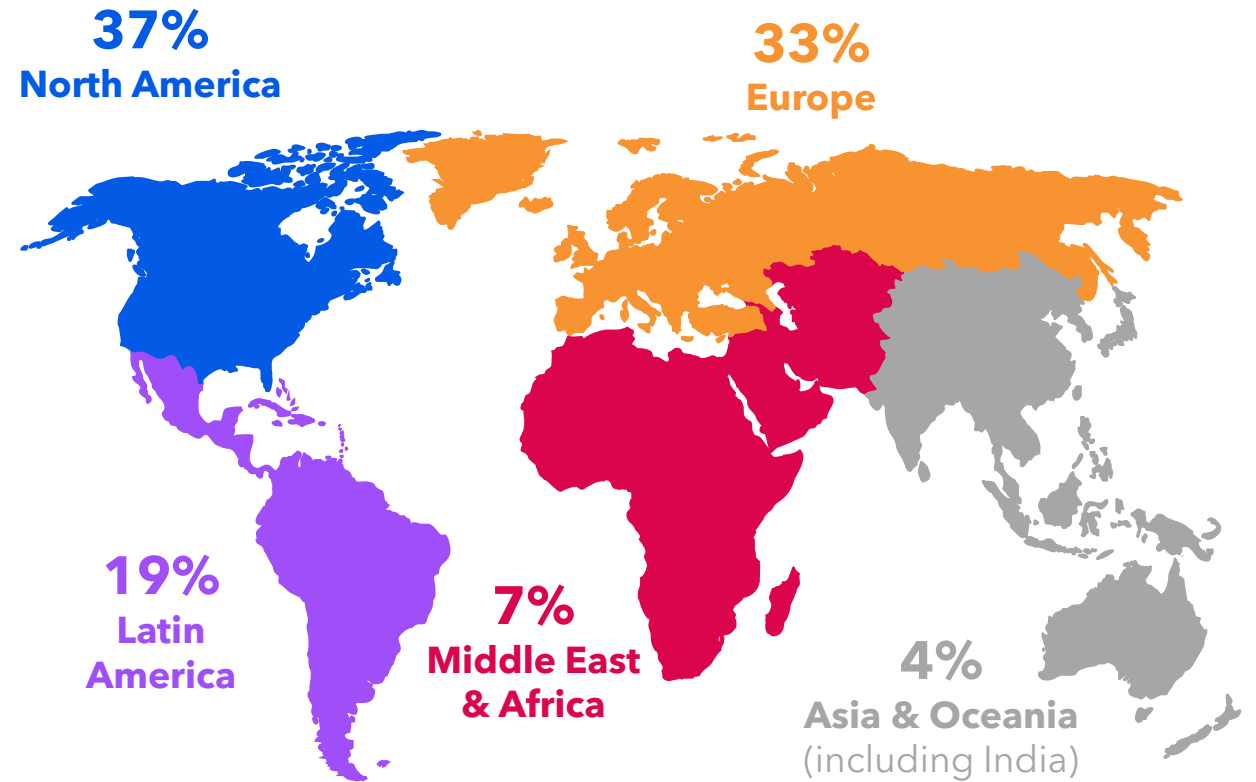 37%
North America
33%
Europe
19%
Latin
America
7%
Middle East
& Africa
4%
Asia & Oceania
(including India)